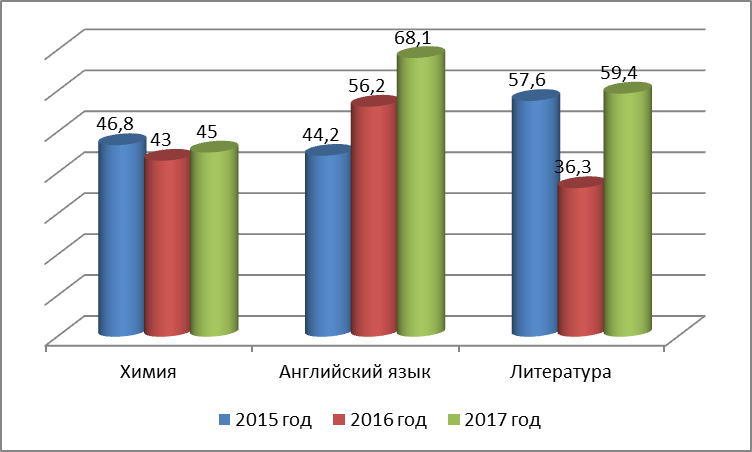 68,1
57,6
59,4
56,2
46,8
43
45
44,2
36,3
Химия
Английский язык
Литература
2015 год
2016 год
2017 год